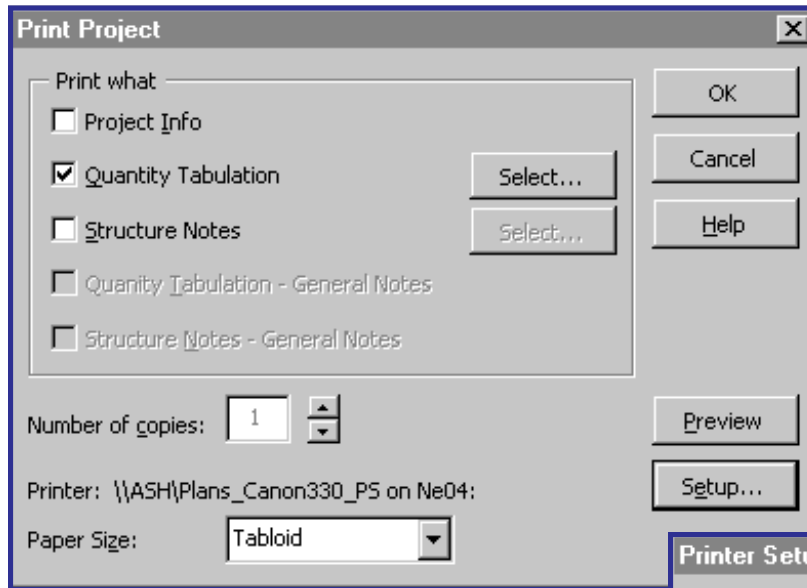 Print Project
Print what
Project Info
Quantity Tabulation
Select...
Structure Notes
Select...
Quanity Tabulation - General Notes
Structure Notes - General Notes
OK
Cancel
Help
Number of copies:
1
Preview
Printer: \\ASH\Plans_Canon330_PS on Ne04:
Setup...
Paper Size:
Tabloid
Printer Setu